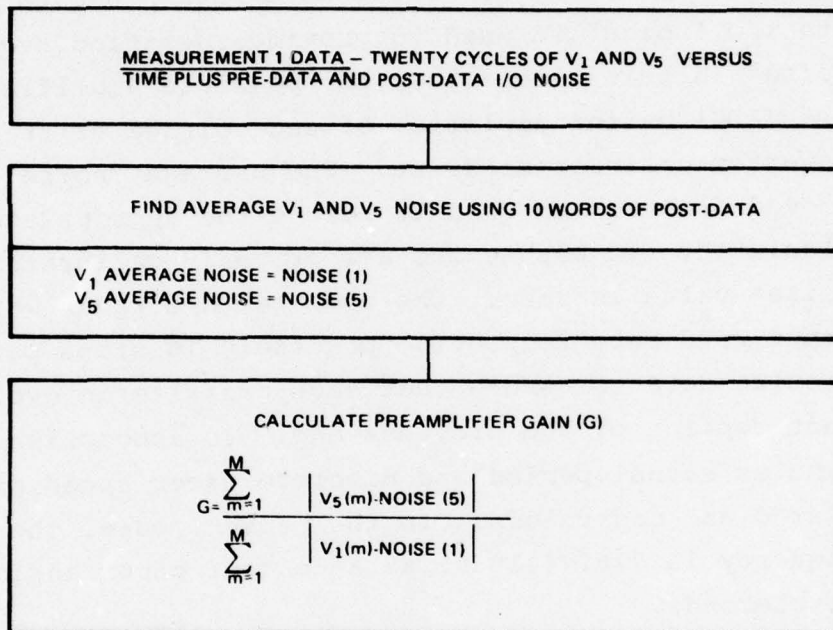 MEASUREMENT 1 DATA – TWENTY CYCLES OF V₁ AND V₅ VERSUS
TIME PLUS PRE-DATA AND POST-DATA I/O NOISE
FIND AVERAGE V₁ AND V₅ NOISE USING 10 WORDS OF POST-DATA
V₁ AVERAGE NOISE = NOISE (1)
V₅ AVERAGE NOISE = NOISE (5)
CALCULATE PREAMPLIFIER GAIN (G)
M
G= ∑ | V₅(m)-NOISE (5) |
m=1
M
∑ | V₁(m)-NOISE (1) |
m=1